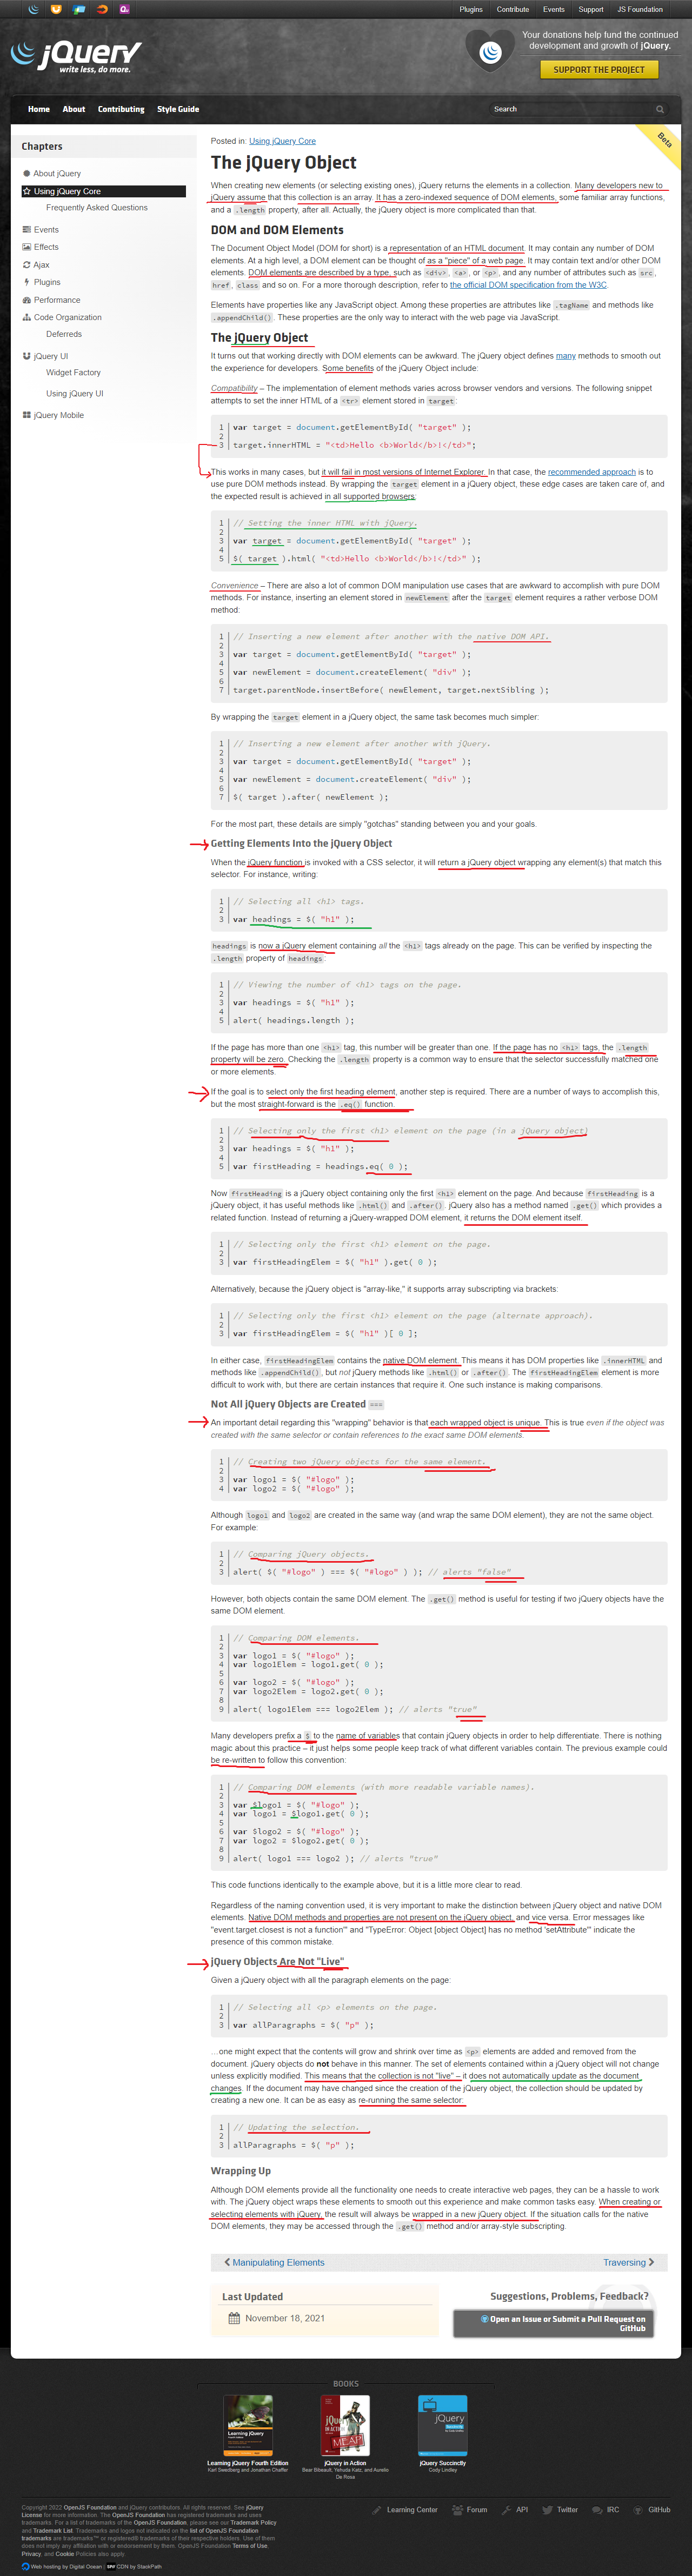 Plugins Contribute Events Support JS Foundation
jQuery
write less, do more.
Your donations help fund the continued
development and growth of jQuery.
SUPPORT THE PROJECT
Home About Contributing Style Guide
Search
Beta
Chapters
About jQuery
Using jQuery Core
Frequently Asked Questions
Events
Effects
Ajax
Plugins
Performance
Code Organization
Deferreds
jQuery UI
Widget Factory
Using jQuery UI
jQuery Mobile
Posted in: Using jQuery Core
The jQuery Object
When creating new elements (or selecting existing ones), jQuery returns the elements in a collection. Many developers new to
jQuery assume that this collection is an array. It has a zero-indexed sequence of DOM elements, some familiar array functions,
and a .length property, after all. Actually, the jQuery object is more complicated than that.
DOM and DOM Elements
The Document Object Model (DOM for short) is a representation of an HTML document. It may contain any number of DOM
elements. At a high level, a DOM element can be thought of as a "piece" of a web page. It may contain text and/or other DOM
elements. DOM elements are described by a type, such as <div>, <a>, or <p>, and any number of attributes such as src,
href, class and so on. For a more thorough description, refer to the official DOM specification from the W3C.
Elements have properties like any JavaScript object. Among these properties are attributes like .tagName and methods like
.appendChild(). These properties are the only way to interact with the web page via JavaScript.
The jQuery Object
It turns out that working directly with DOM elements can be awkward. The jQuery object defines many methods to smooth out
the experience for developers. Some benefits of the jQuery Object include:
Compatibility – The implementation of element methods varies across browser vendors and versions. The following snippet
attempts to set the inner HTML of a <tr> element stored in target:
1 var target = document.getElementById( "target" );
2
3 target.innerHTML = "<td>Hello <b>World</b>!</td>";
This works in many cases, but it will fail in most versions of Internet Explorer. In that case, the recommended approach is to
use pure DOM methods instead. By wrapping the target element in a jQuery object, these edge cases are taken care of, and
the expected result is achieved in all supported browsers:
1 // Setting the inner HTML with jQuery.
2
3 var target = document.getElementById( "target" );
4
5 $( target ).html( "<td>Hello <b>World</b>!</td>" );
Convenience – There are also a lot of common DOM manipulation use cases that are awkward to accomplish with pure DOM
methods. For instance, inserting an element stored in newElement after the target element requires a rather verbose DOM
method:
1 // Inserting a new element after another with the native DOM API.
2
3 var target = document.getElementById( "target" );
4
5 var newElement = document.createElement( "div" );
6
7 target.parentNode.insertBefore( newElement, target.nextSibling );
By wrapping the target element in a jQuery object, the same task becomes much simpler:
1 // Inserting a new element after another with jQuery.
2
3 var target = document.getElementById( "target" );
4
5 var newElement = document.createElement( "div" );
6
7 $( target ).after( newElement );
For the most part, these details are simply "gotchas" standing between you and your goals.
Getting Elements Into the jQuery Object
When the jQuery function is invoked with a CSS selector, it will return a jQuery object wrapping any element(s) that match this
selector. For instance, writing:
1 // Selecting all <h1> tags.
2
3 var headings = $( "h1" );
headings is now a jQuery element containing all the <h1> tags already on the page. This can be verified by inspecting the
.length property of headings:
1 // Viewing the number of <h1> tags on the page.
2
3 var headings = $( "h1" );
4
5 alert( headings.length );
If the page has more than one <h1> tag, this number will be greater than one. If the page has no <h1> tags, the .length
property will be zero. Checking the .length property is a common way to ensure that the selector successfully matched one
or more elements.
If the goal is to select only the first heading element, another step is required. There are a number of ways to accomplish this,
but the most straight-forward is the .eq() function.
1 // Selecting only the first <h1> element on the page (in a jQuery object)
2
3 var headings = $( "h1" );
4
5 var firstHeading = headings.eq( 0 );
Now firstHeading is a jQuery object containing only the first <h1> element on the page. And because firstHeading is a
jQuery object, it has useful methods like .html() and .after(). jQuery also has a method named .get() which provides a
related function. Instead of returning a jQuery-wrapped DOM element, it returns the DOM element itself.
1 // Selecting only the first <h1> element on the page.
2
3 var firstHeadingElem = $( "h1" ).get( 0 );
Alternatively, because the jQuery object is "array-like," it supports array subscripting via brackets:
1 // Selecting only the first <h1> element on the page (alternate approach).
2
3 var firstHeadingElem = $( "h1" )[ 0 ];
In either case, firstHeadingElem contains the native DOM element. This means it has DOM properties like .innerHTML and
methods like .appendChild(), but not jQuery methods like .html() or .after(). The firstHeadingElem element is more
difficult to work with, but there are certain instances that require it. One such instance is making comparisons.
Not All jQuery Objects are Created ===
An important detail regarding this "wrapping" behavior is that each wrapped object is unique. This is true even if the object was
created with the same selector or contain references to the exact same DOM elements.
1 // Creating two jQuery objects for the same element.
2
3 var logo1 = $( "#logo" );
4 var logo2 = $( "#logo" );
Although logo1 and logo2 are created in the same way (and wrap the same DOM element), they are not the same object.
For example:
1 // Comparing jQuery objects.
2
3 alert( $( "#logo" ) === $( "#logo" ) ); // alerts "false"
However, both objects contain the same DOM element. The .get() method is useful for testing if two jQuery objects have the
same DOM element.
1 // Comparing DOM elements.
2
3 var logo1 = $( "#logo" );
4 var logo1Elem = logo1.get( 0 );
5
6 var logo2 = $( "#logo" );
7 var logo2Elem = logo2.get( 0 );
8
9 alert( logo1Elem === logo2Elem ); // alerts "true"
Many developers prefix a $ to the name of variables that contain jQuery objects in order to help differentiate. There is nothing
magic about this practice – it just helps some people keep track of what different variables contain. The previous example could
be re-written to follow this convention:
1 // Comparing DOM elements (with more readable variable names).
2
3 var $logo1 = $( "#logo" );
4 var logo1 = $logo1.get( 0 );
5
6 var $logo2 = $( "#logo" );
7 var logo2 = $logo2.get( 0 );
8
9 alert( logo1 === logo2 ); // alerts "true"
This code functions identically to the example above, but it is a little more clear to read.
Regardless of the naming convention used, it is very important to make the distinction between jQuery object and native DOM
elements. Native DOM methods and properties are not present on the jQuery object, and vice versa. Error messages like
"event.target.closest is not a function" and "TypeError: Object [object Object] has no method 'setAttribute'" indicate the
presence of this common mistake.
jQuery Objects Are Not "Live"
Given a jQuery object with all the paragraph elements on the page:
1 // Selecting all <p> elements on the page.
2
3 var allParagraphs = $( "p" );
…one might expect that the contents will grow and shrink over time as <p> elements are added and removed from the
document. jQuery objects do not behave in this manner. The set of elements contained within a jQuery object will not change
unless explicitly modified. This means that the collection is not "live" – it does not automatically update as the document
changes. If the document may have changed since the creation of the jQuery object, the collection should be updated by
creating a new one. It can be as easy as re-running the same selector:
1 // Updating the selection.
2
3 allParagraphs = $( "p" );
Wrapping Up
Although DOM elements provide all the functionality one needs to create interactive web pages, they can be a hassle to work
with. The jQuery object wraps these elements to smooth out this experience and make common tasks easy. When creating or
selecting elements with jQuery, the result will always be wrapped in a new jQuery object. If the situation calls for the native
DOM elements, they may be accessed through the .get() method and/or array-style subscripting.
Manipulating Elements
Traversing
Last Updated
November 18, 2021
Suggestions, Problems, Feedback?
Open an Issue or Submit a Pull Request on
GitHub
BOOKS
Learning jQuery
jQuery
IN ACTION
MEAP
jQuery
Learning jQuery Fourth Edition
Karl Swedberg and Jonathan Chaffer
jQuery in Action
Bear Bibeault, Yehuda Katz, and Aurelio
De Rosa
jQuery Succinctly
Cody Lindley
Copyright 2022 OpenJS Foundation and jQuery contributors. All rights reserved. See jQuery
License for more information. The OpenJS Foundation has registered trademarks and uses
trademarks. For a list of trademarks of the OpenJS Foundation, please see our Trademark Policy
and Trademark List. Trademarks and logos not indicated on the list of OpenJS Foundation
trademarks are trademarks™ or registered® trademarks of their respective holders. Use of them
does not imply any affiliation with or endorsement by them. OpenJS Foundation Terms of Use,
Privacy, and Cookie Policies also apply.
Web hosting by Digital Ocean | CDN by StackPath
Learning Center Forum API Twitter IRC GitHub